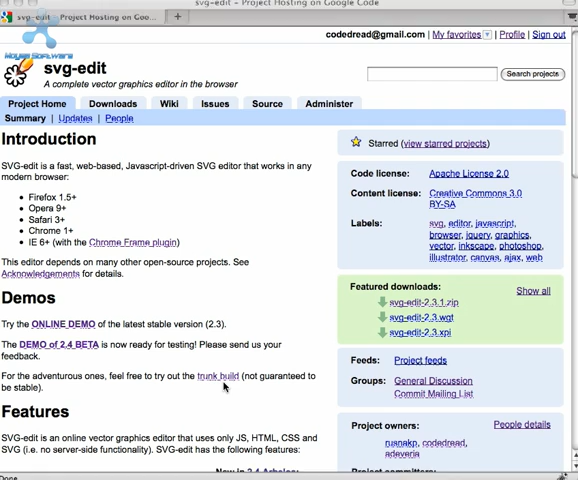 svg-edit - Project Hosting on Google Code
svg-edit - Project Hosting on Goo...
codedread@gmail.com | My favorites | Profile | Sign out
svg-edit
A complete vector graphics editor in the browser
Search projects
Project Home Downloads Wiki Issues Source Administer
Summary Updates People
Introduction
SVG-edit is a fast, web-based, Javascript-driven SVG editor that works in any
modern browser:
Firefox 1.5+
Opera 9+
Safari 3+
Chrome 1+
IE 6+ (with the Chrome Frame plugin)
This editor depends on many other open-source projects. See
Acknowledgements for details.
Demos
Try the ONLINE DEMO of the latest stable version (2.3).
The DEMO of 2.4 BETA is now ready for testing! Please send us your
feedback.
For the adventurous ones, feel free to try out the trunk build (not guaranteed to
be stable).
Features
SVG-edit is an online vector graphics editor that uses only JS, HTML, CSS and
SVG (i.e. no server-side functionality). SVG-edit has the following features:
New in 2.4 Arbelos
Starred (view starred projects)
Code license: Apache License 2.0
Content license: Creative Commons 3.0
BY-SA
Labels: svg, editor, javascript,
browser, jquery, graphics,
vector, inkscape, photoshop,
illustrator, canvas, ajax, web
Featured downloads: Show all
svg-edit-2.3.1.zip
svg-edit-2.3.wgt
svg-edit-2.3.xpi
Feeds: Project feeds
Groups: General Discussion
Commit Mailing List
Project owners: People details
rusnakp, codedread,
adeveria
Project committers:
Done